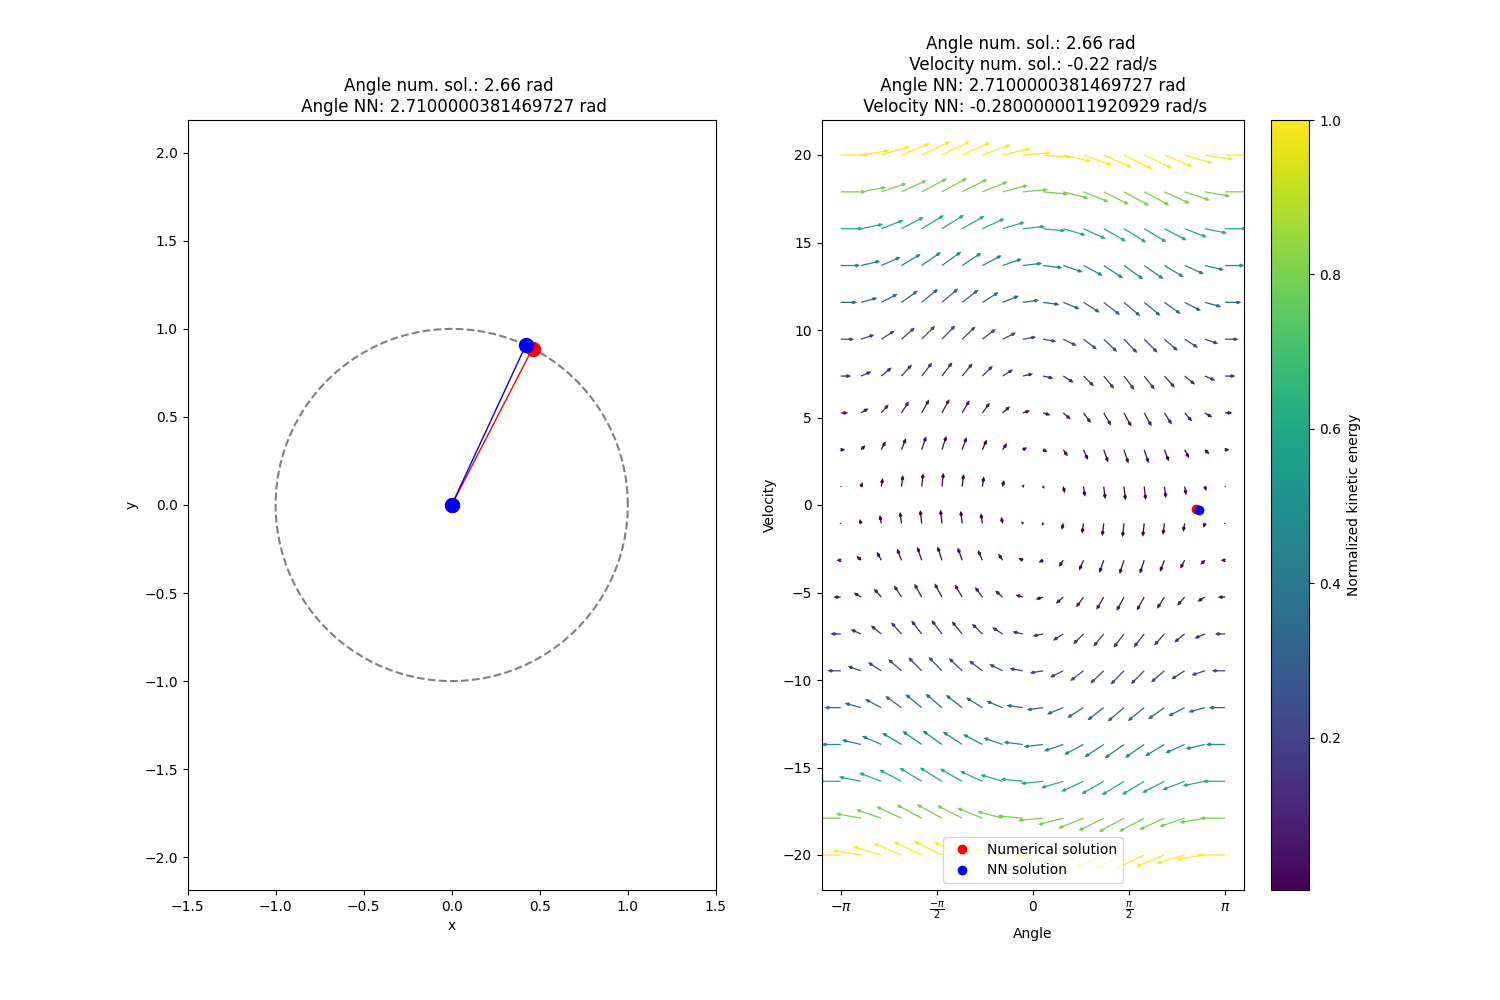 Angle num. sol.: 2.66 rad
Angle NN: 2.7100000381469727 rad
2.0
1.5
1.0
0.5
0.0
−0.5
−1.0
−1.5
−2.0
y
−1.5 −1.0 −0.5 0.0 0.5 1.0 1.5
x
Angle num. sol.: 2.66 rad
Velocity num. sol.: -0.22 rad/s
Angle NN: 2.7100000381469727 rad
Velocity NN: -0.2800000011920929 rad/s
20
15
10
5
0
−5
−10
−15
−20
Velocity
Numerical solution
NN solution
−π −π/2 0 π/2 π
Angle
1.0
0.8
0.6
0.4
0.2
Normalized kinetic energy